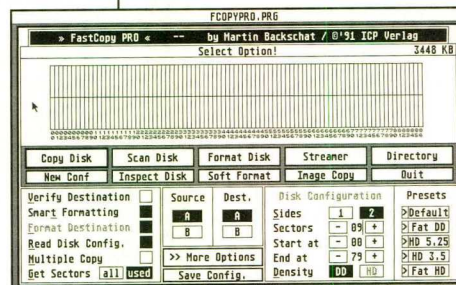 FCOPYPRO.PRG
» FastCopy PRO « -- by Martin Backschat / ©'91 ICP Verlag
Select Option! 3448 KB
Copy Disk Scan Disk Format Disk Streamer Directory
New Conf Inspect Disk Soft Format Image Copy Quit
Verify Destination
Smart Formatting
Format Destination
Read Disk Config.
Multiple Copy
Get Sectors all used
Source Dest.
A A
B B
>> More Options
Save Config.
Disk Configuration
Sides 1 2
Sectors - 09 +
Start at - 00 +
End at - 79 +
Density DD HD
Presets
>Default
>Fat DD
>HD 5.25
>HD 3.5
>Fat HD